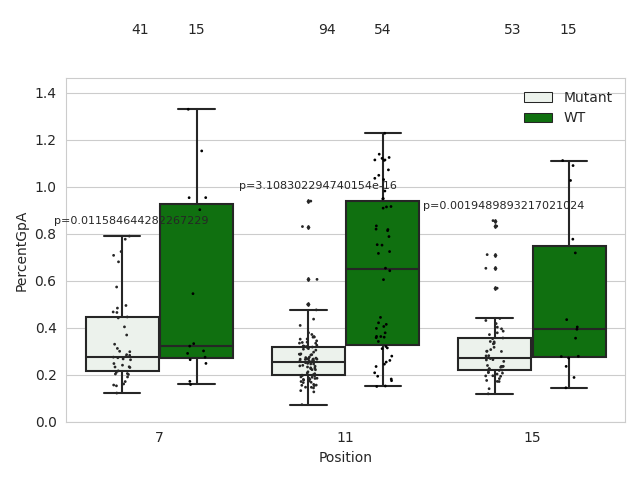 41 15 94 54 53 15
1.4
Mutant
WT
1.2
1.0
p=3.108302294740154e-16
p=0.0019489893217021024
p=0.011584644282267229
0.8
PercentGpA
0.6
0.4
0.2
0.0
7 11 15
Position